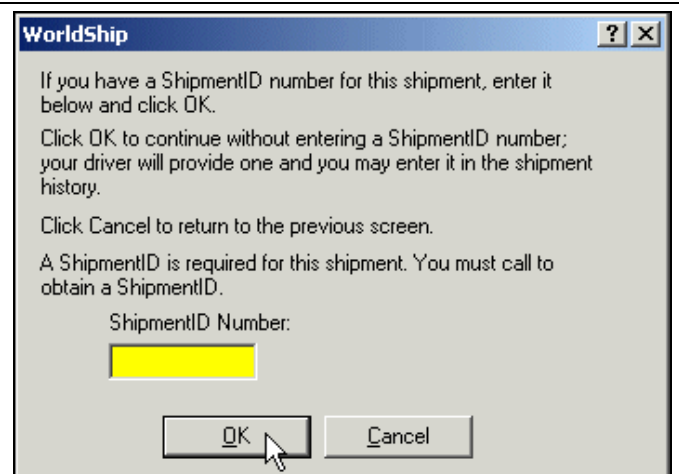 WorldShip
If you have a ShipmentID number for this shipment, enter it
below and click OK.
Click OK to continue without entering a ShipmentID number;
your driver will provide one and you may enter it in the shipment
history.
Click Cancel to return to the previous screen.
A ShipmentID is required for this shipment. You must call to
obtain a ShipmentID.
ShipmentID Number:
OK Cancel